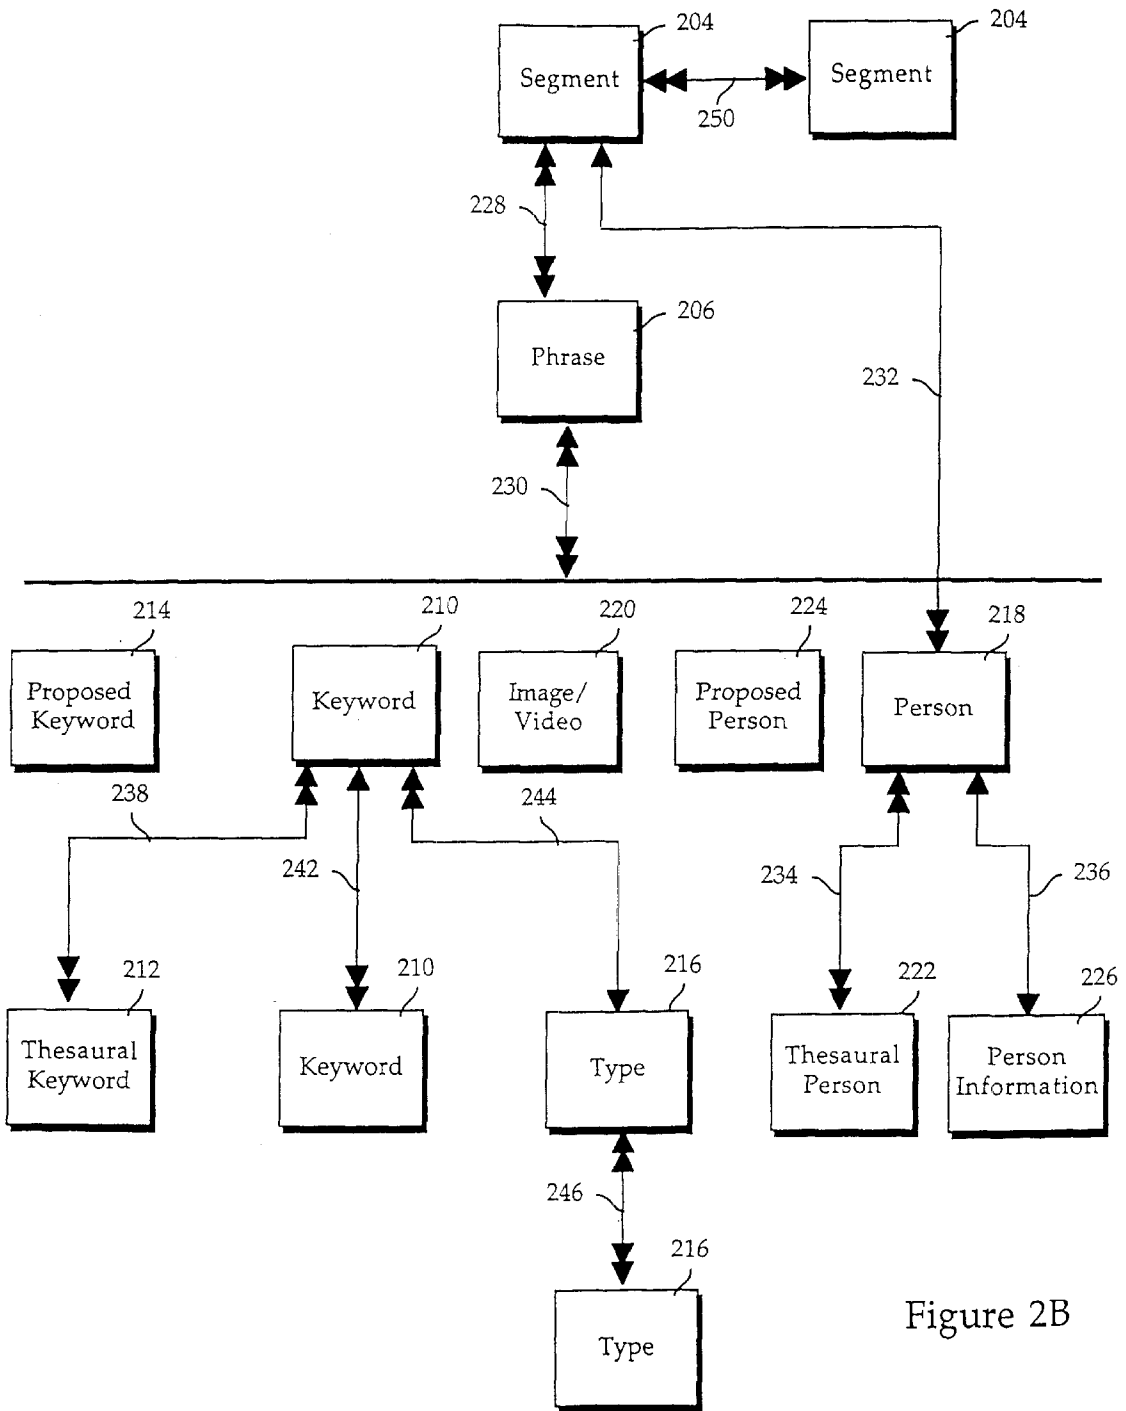 204
204
Segment
Segment
250
228
206
Phrase
232
230
214
210
220
224
218
Proposed
Keyword
Keyword
Image/
Video
Proposed
Person
Person
238
244
242
234
236
212
210
216
222
226
Thesaural
Keyword
Keyword
Type
Thesaural
Person
Person
Information
246
216
Type
Figure 2B